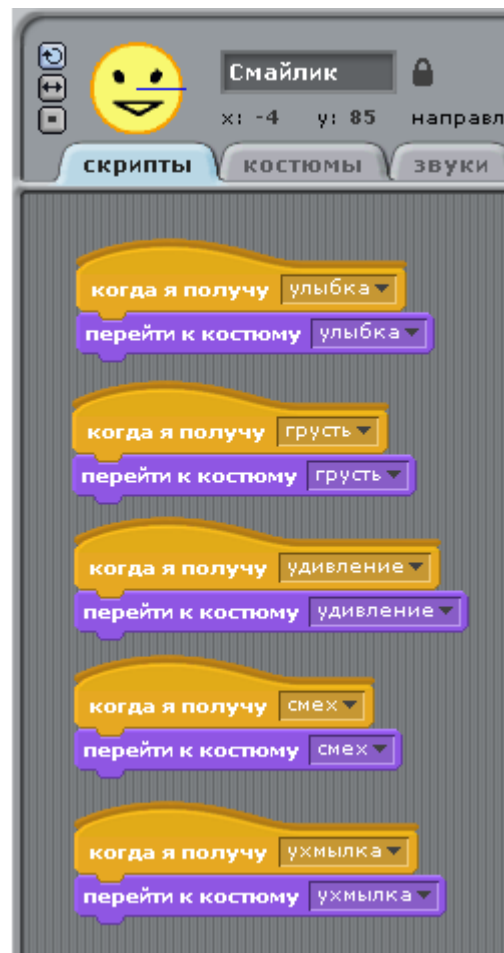 Смайлик
x: -4 y: 85 направл
скрипты костюмы звуки
когда я получу улыбка
перейти к костюму улыбка
когда я получу грусть
перейти к костюму грусть
когда я получу удивление
перейти к костюму удивление
когда я получу смех
перейти к костюму смех
когда я получу ухмылка
перейти к костюму ухмылка